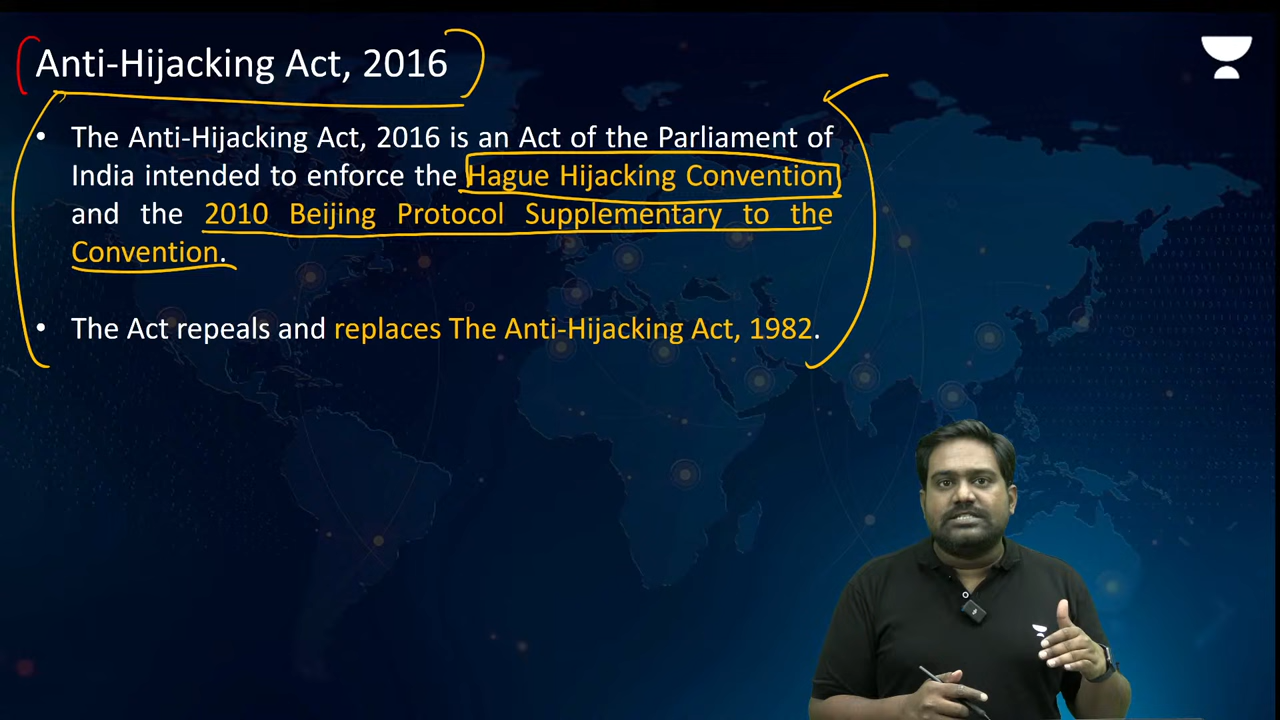 Anti-Hijacking Act, 2016
• The Anti-Hijacking Act, 2016 is an Act of the Parliament of
India intended to enforce the Hague Hijacking Convention
and the 2010 Beijing Protocol Supplementary to the
Convention.
• The Act repeals and replaces The Anti-Hijacking Act, 1982.